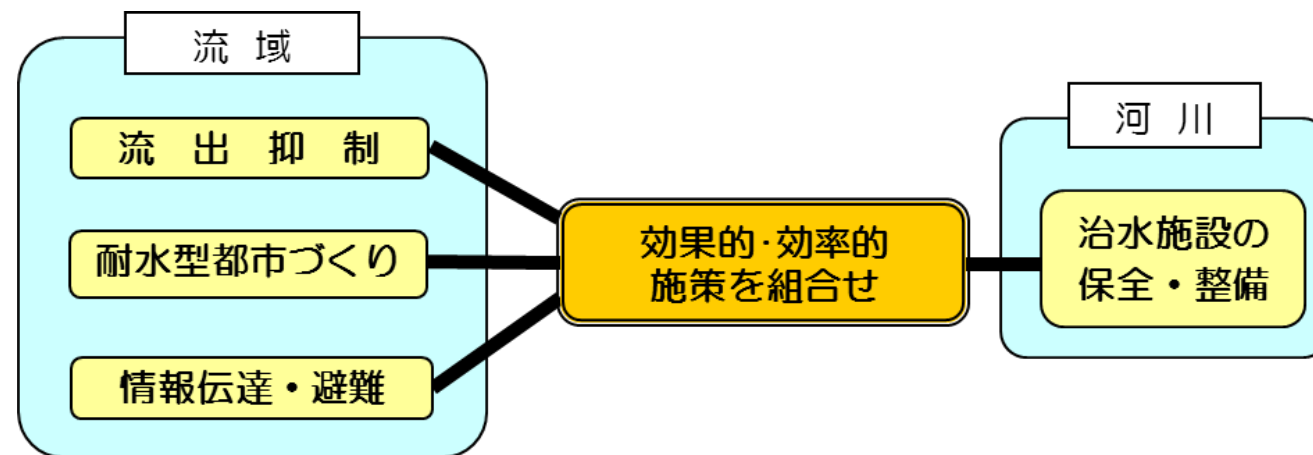 流域
流出抑制
耐水型都市づくり
情報伝達・避難
効果的・効率的
施策を組合せ
河川
治水施設の
保全・整備